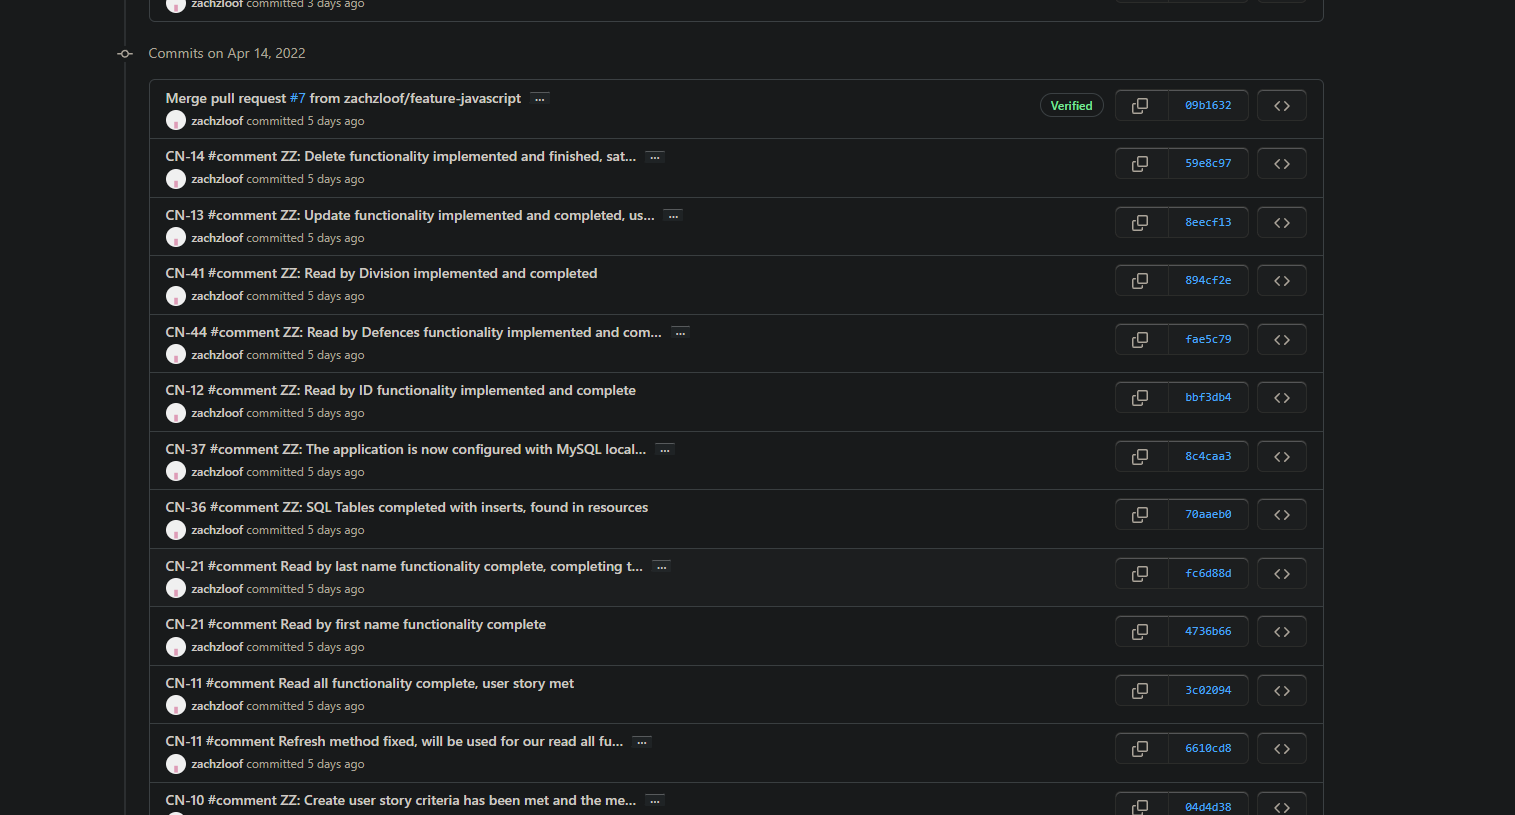 zachzloof committed 3 days ago
Commits on Apr 14, 2022
Merge pull request #7 from zachzloof/feature-javascript ...
zachzloof committed 5 days ago
Verified
09b1632
CN-14 #comment ZZ: Delete functionality implemented and finished, sat... ...
zachzloof committed 5 days ago
59e8c97
CN-13 #comment ZZ: Update functionality implemented and completed, us... ...
zachzloof committed 5 days ago
8eecf13
CN-41 #comment ZZ: Read by Division implemented and completed
zachzloof committed 5 days ago
894cf2e
CN-44 #comment ZZ: Read by Defences functionality implemented and com... ...
zachzloof committed 5 days ago
fae5c79
CN-12 #comment ZZ: Read by ID functionality implemented and complete
zachzloof committed 5 days ago
bbf3db4
CN-37 #comment ZZ: The application is now configured with MySQL local... ...
zachzloof committed 5 days ago
8c4caa3
CN-36 #comment ZZ: SQL Tables completed with inserts, found in resources
zachzloof committed 5 days ago
70aaeb0
CN-21 #comment Read by last name functionality complete, completing t... ...
zachzloof committed 5 days ago
fc6d88d
CN-21 #comment Read by first name functionality complete
zachzloof committed 5 days ago
4736b66
CN-11 #comment Read all functionality complete, user story met
zachzloof committed 5 days ago
3c02094
CN-11 #comment Refresh method fixed, will be used for our read all fu... ...
zachzloof committed 5 days ago
6610cd8
CN-10 #comment ZZ: Create user story criteria has been met and the me... ...
04d4d38